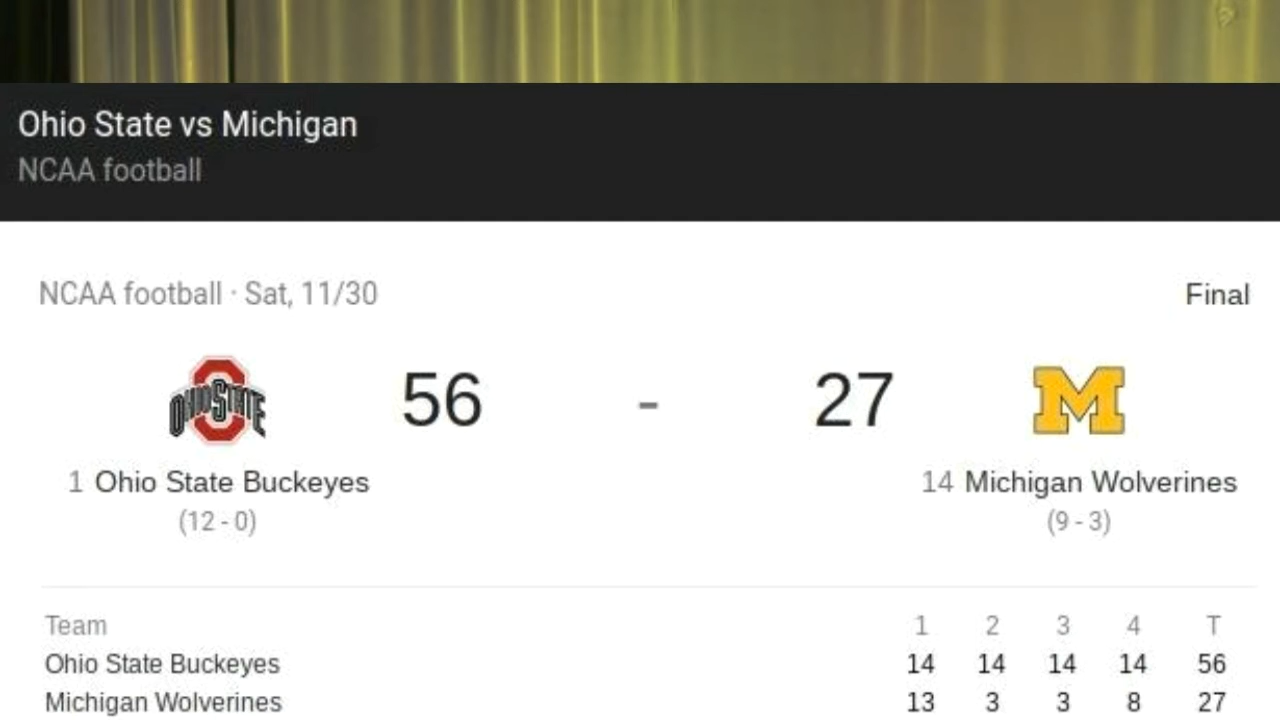 Ohio State vs Michigan
NCAA football
NCAA football · Sat, 11/30 Final
OHIO STATE 56 - 27 M
1 Ohio State Buckeyes 14 Michigan Wolverines
(12 - 0) (9 - 3)
Team 1 2 3 4 T
Ohio State Buckeyes 14 14 14 14 56
Michigan Wolverines 13 3 3 8 27